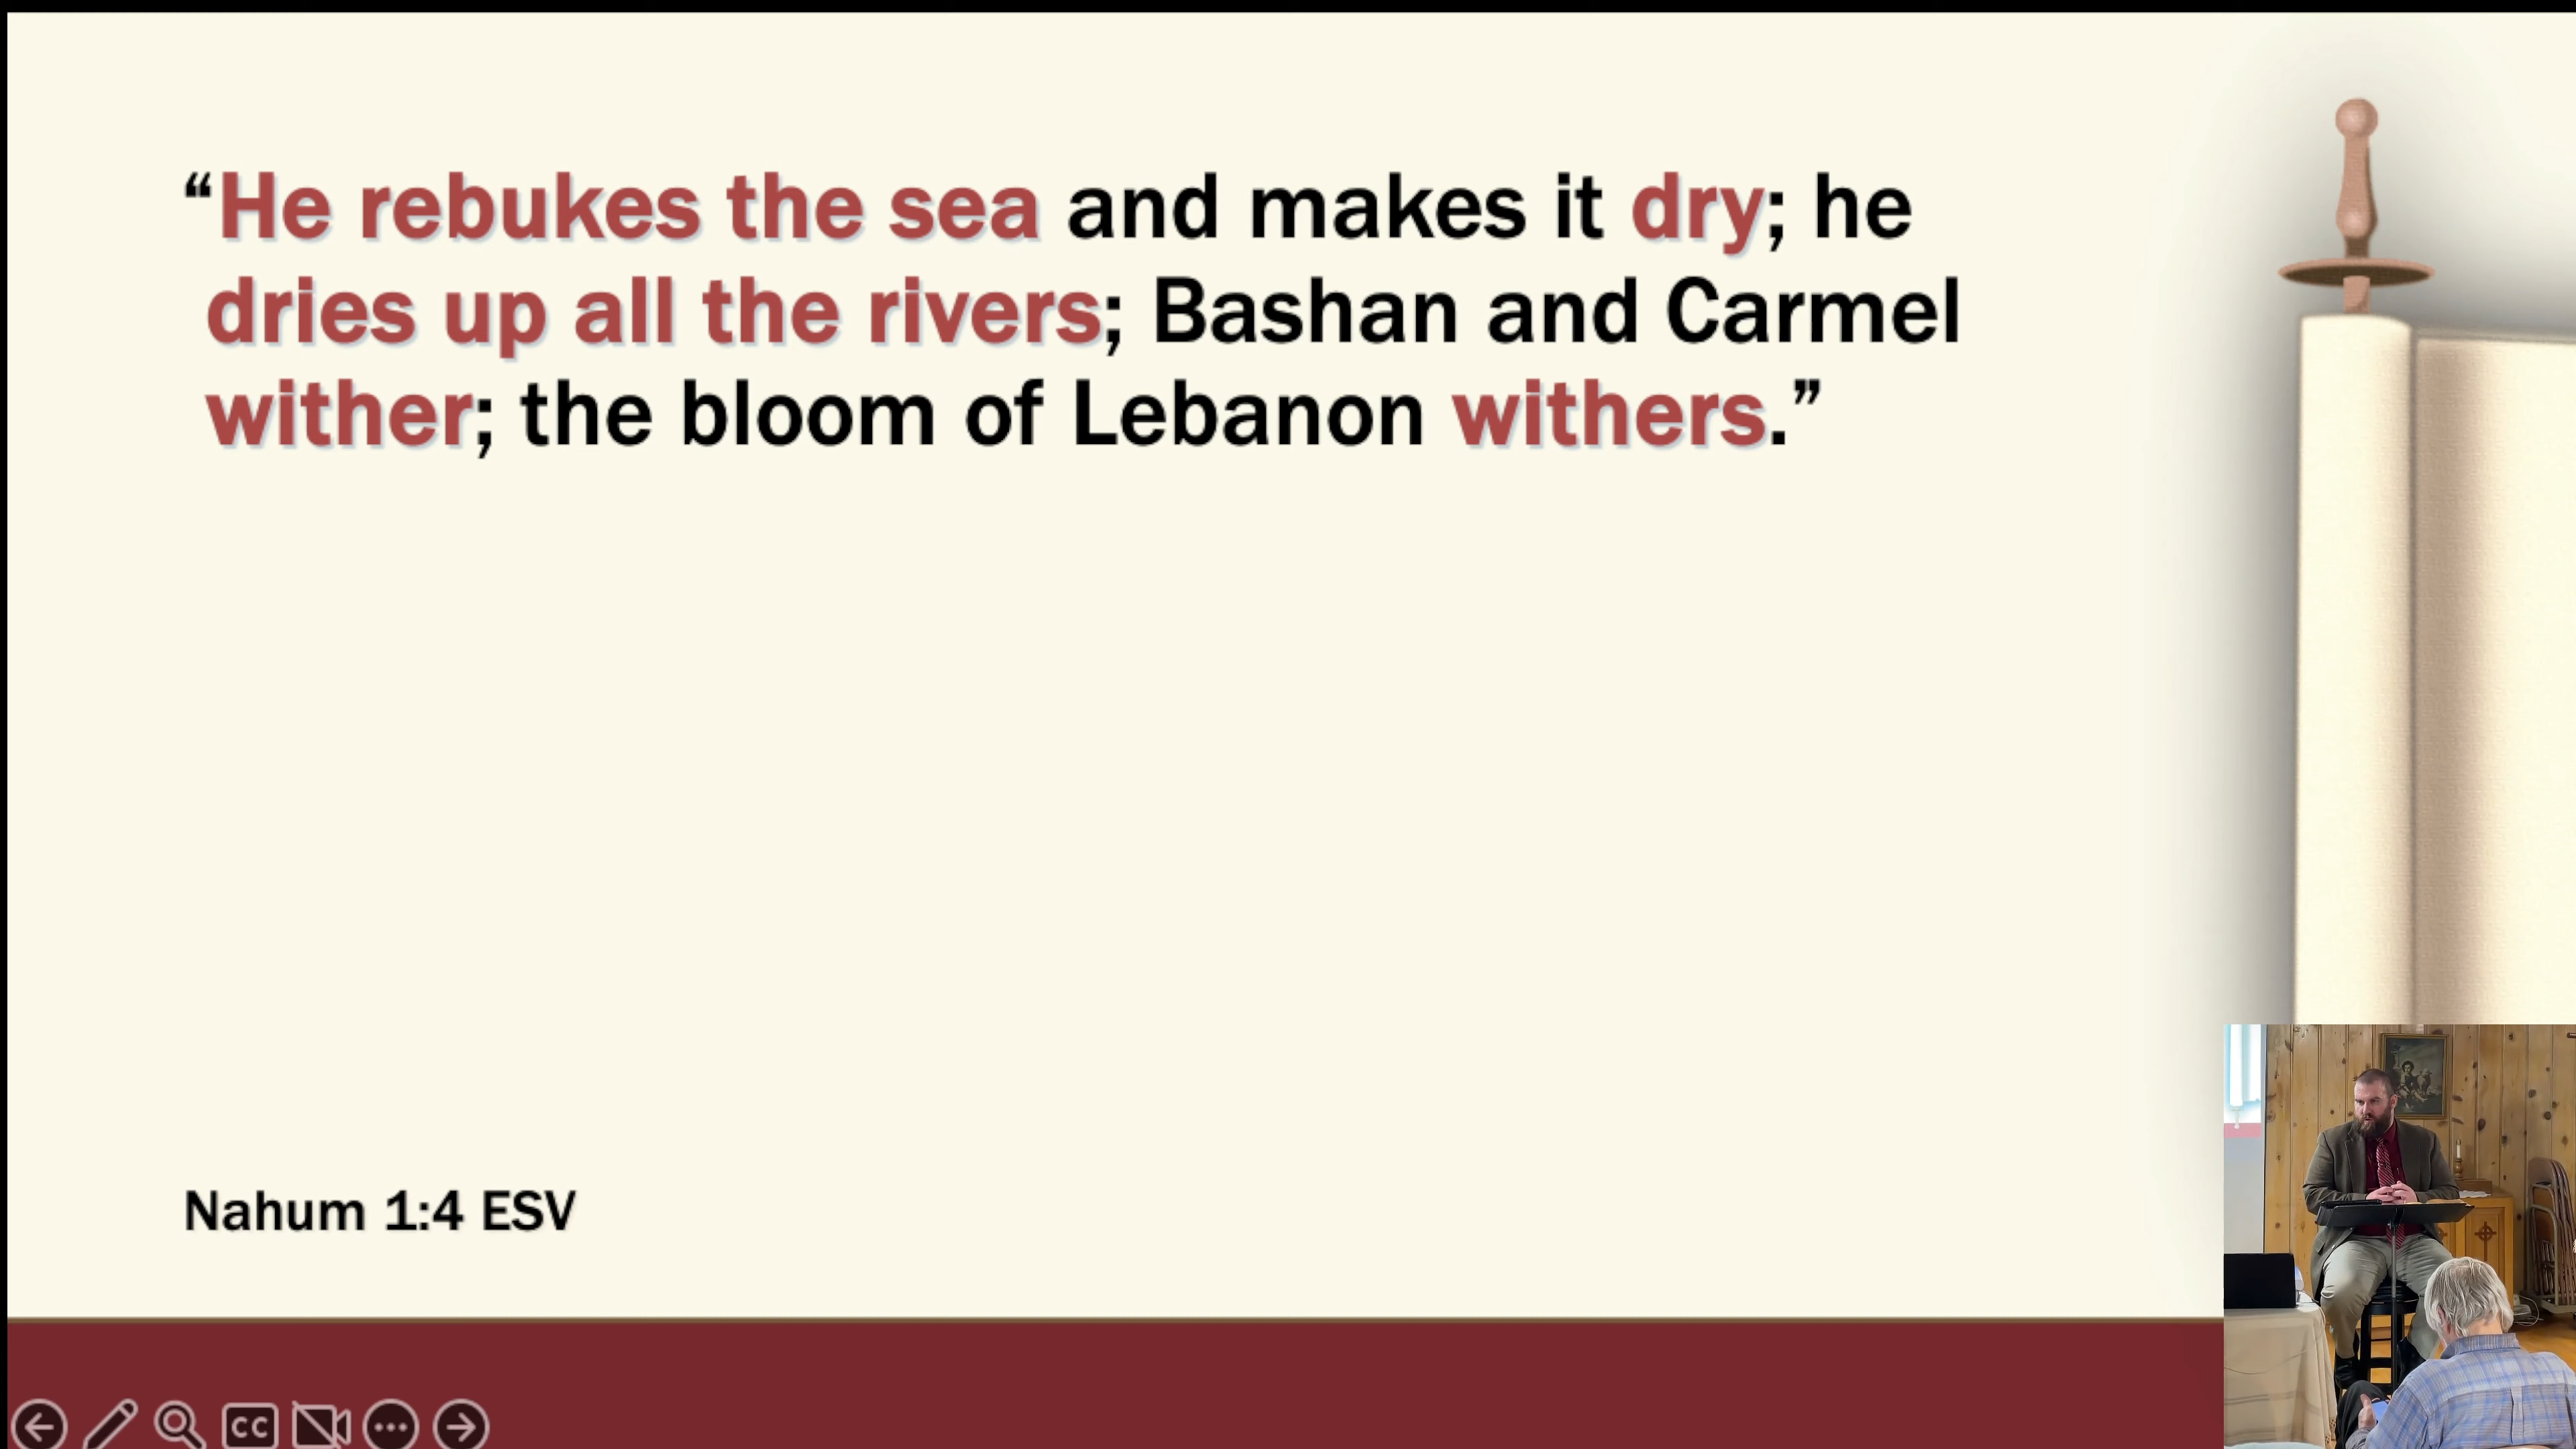 “He rebukes the sea and makes it dry; he
dries up all the rivers; Bashan and Carmel
wither; the bloom of Lebanon withers.”
Nahum 1:4 ESV
CC